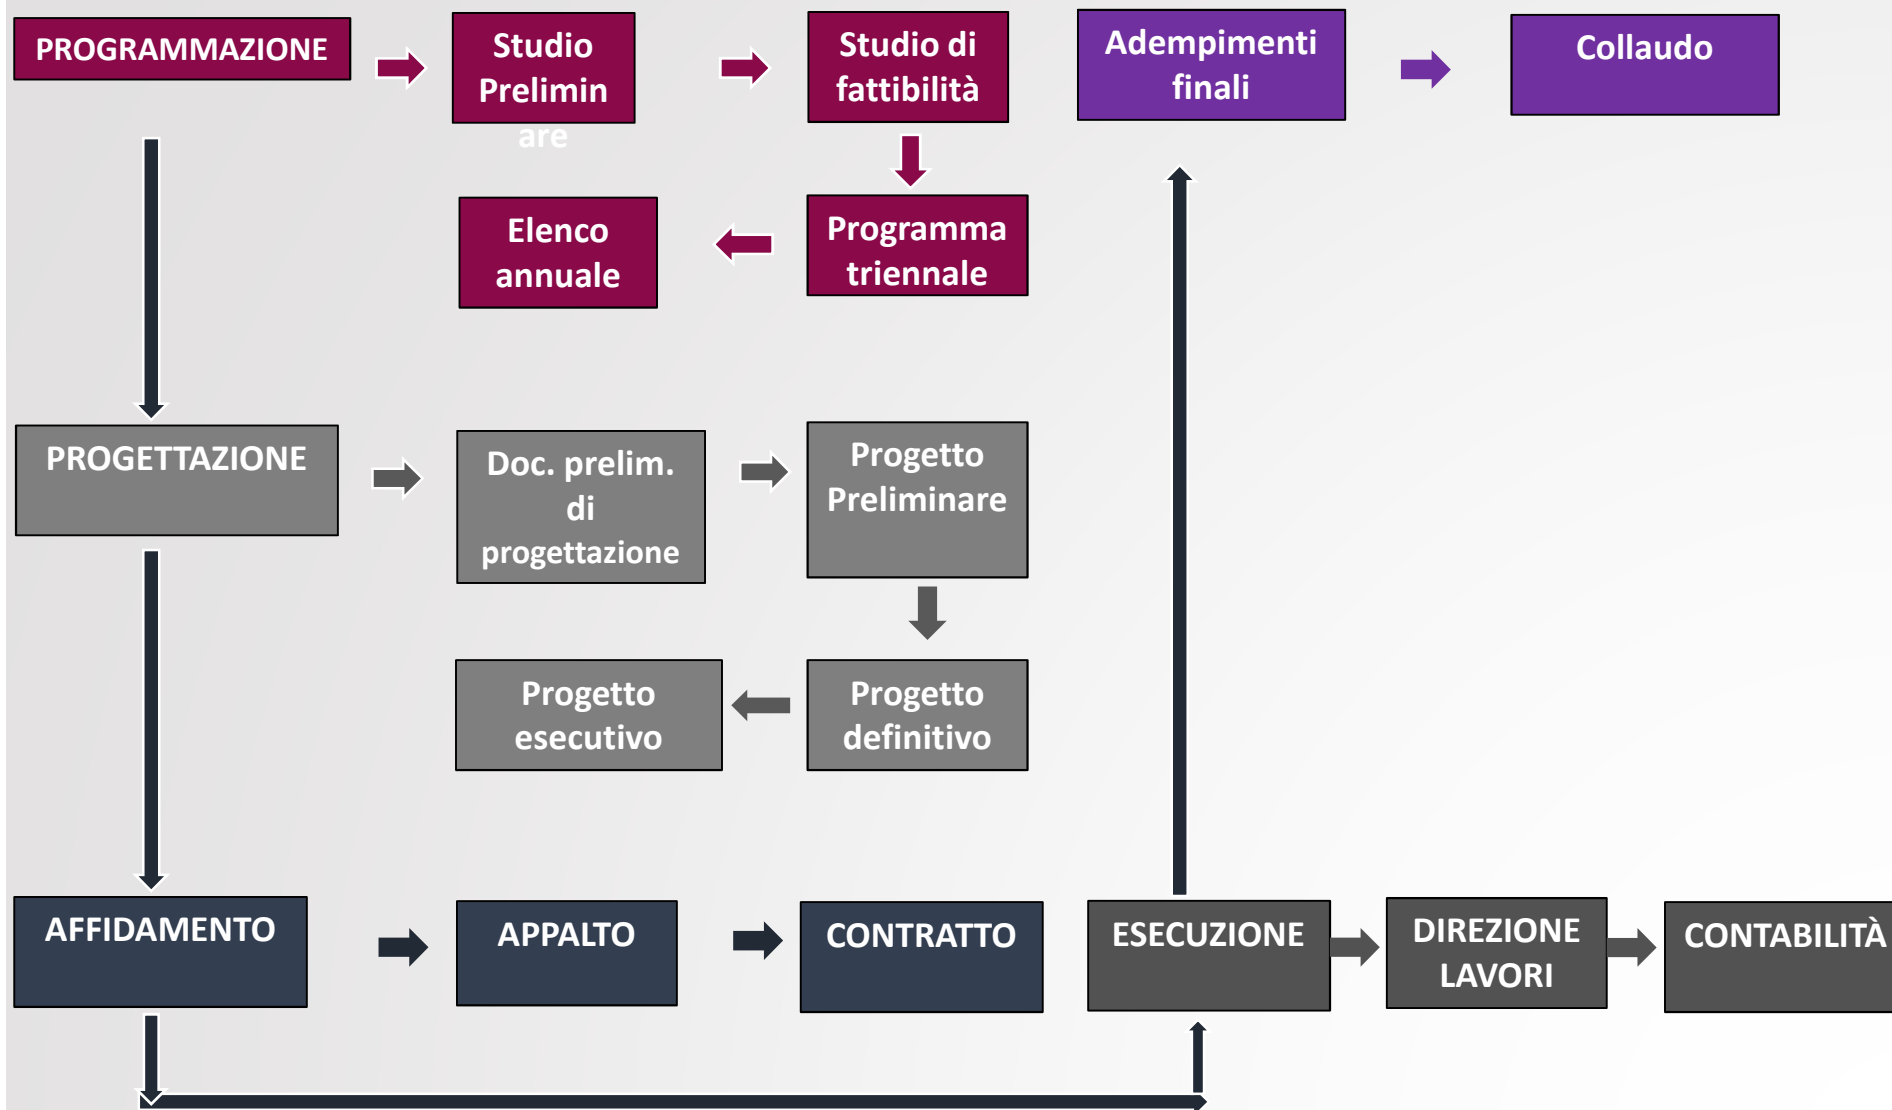 PROGRAMMAZIONE
Studio
Prelimin
are
Studio di
fattibilità
Programma
triennale
Elenco
annuale
PROGETTAZIONE
Doc. prelim.
di
progettazione
Progetto
Preliminare
Progetto
definitivo
Progetto
esecutivo
AFFIDAMENTO
APPALTO
CONTRATTO
ESECUZIONE
DIREZIONE
LAVORI
CONTABILITÀ
Adempimenti
finali
Collaudo